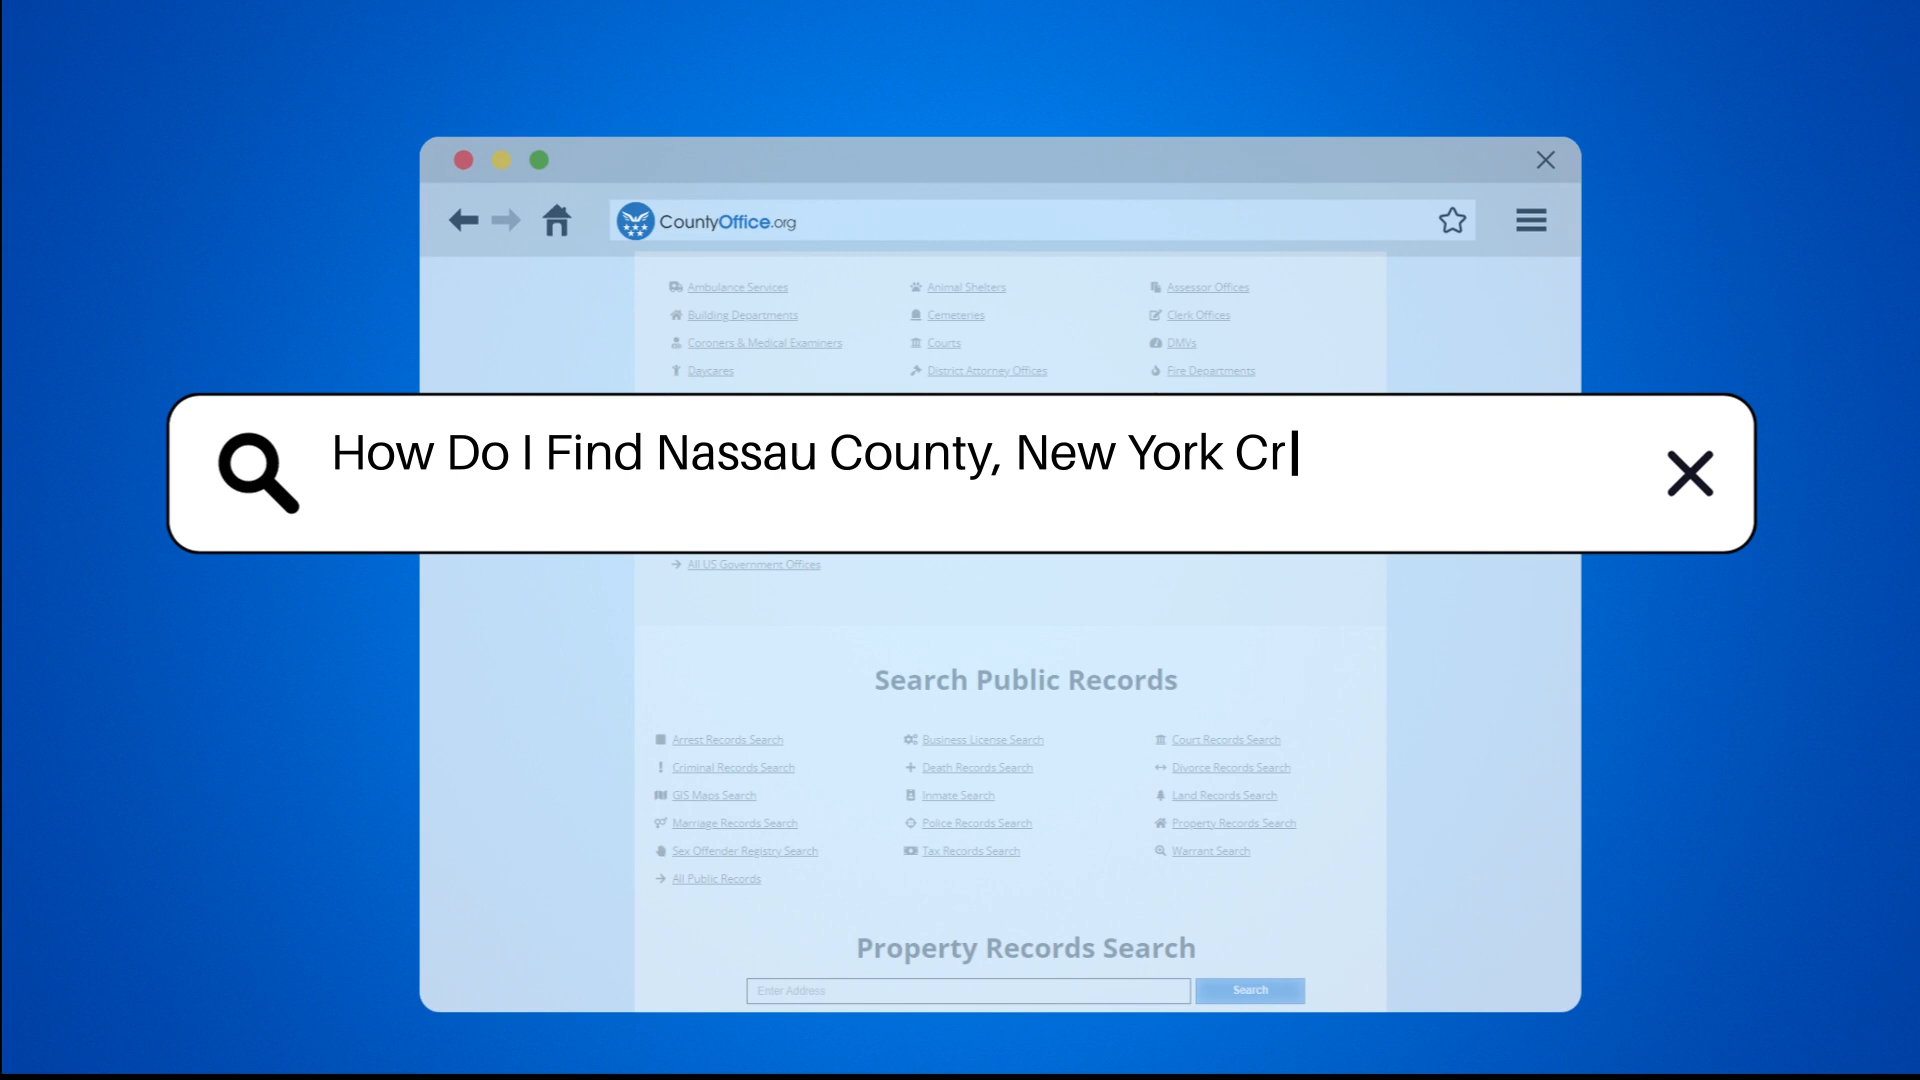 CountyOffice.org
Ambulance Services Animal Shelters Assessor Offices
Building Departments Cemeteries Clerk Offices
Coroners & Medical Examiners Courts DMVs
Daycares District Attorney Offices Fire Departments
How Do I Find Nassau County, New York Cr
All US Government Offices
Search Public Records
Arrest Records Search Business License Search Court Records Search
Criminal Records Search Death Records Search Divorce Records Search
GIS Maps Search Inmate Search Land Records Search
Marriage Records Search Police Records Search Property Records Search
Sex Offender Registry Search Tax Records Search Warrant Search
All Public Records
Property Records Search
Enter Address Search